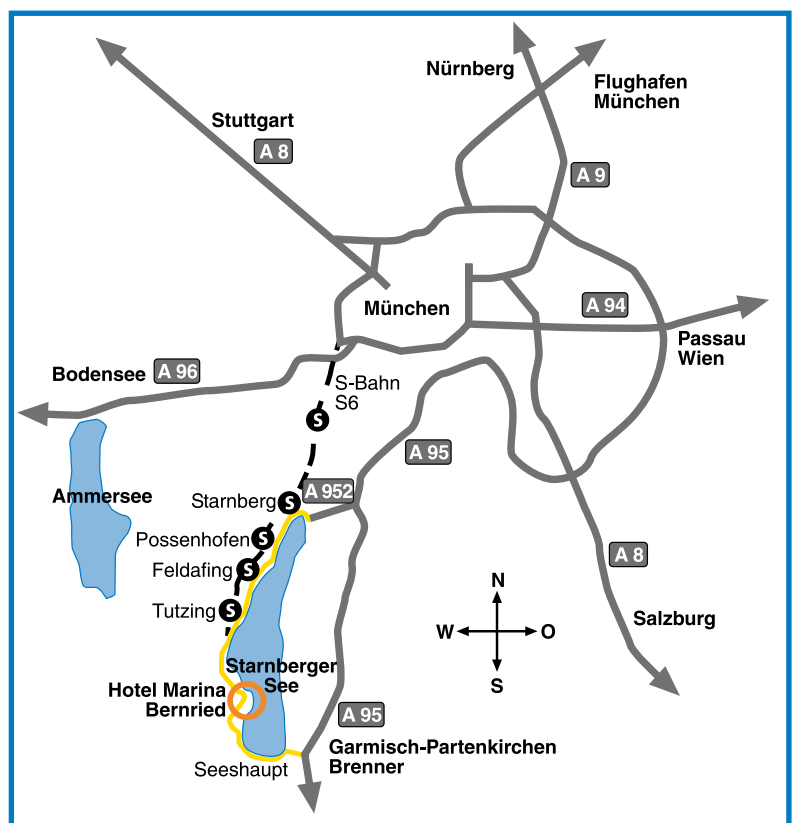 Nürnberg
Flughafen
München
Stuttgart
A 8
A 9
München
A 94
Passau
Wien
Bodensee
A 96
S-Bahn
S6
S
A 95
Ammersee
Starnberg
S
A 952
Possenhofen
S
Feldafing
S
Tutzing
S
A 8
N
W
O
S
Salzburg
Starnberger
See
Hotel Marina
Bernried
A 95
Garmisch-Partenkirchen
Brenner
Seeshaupt